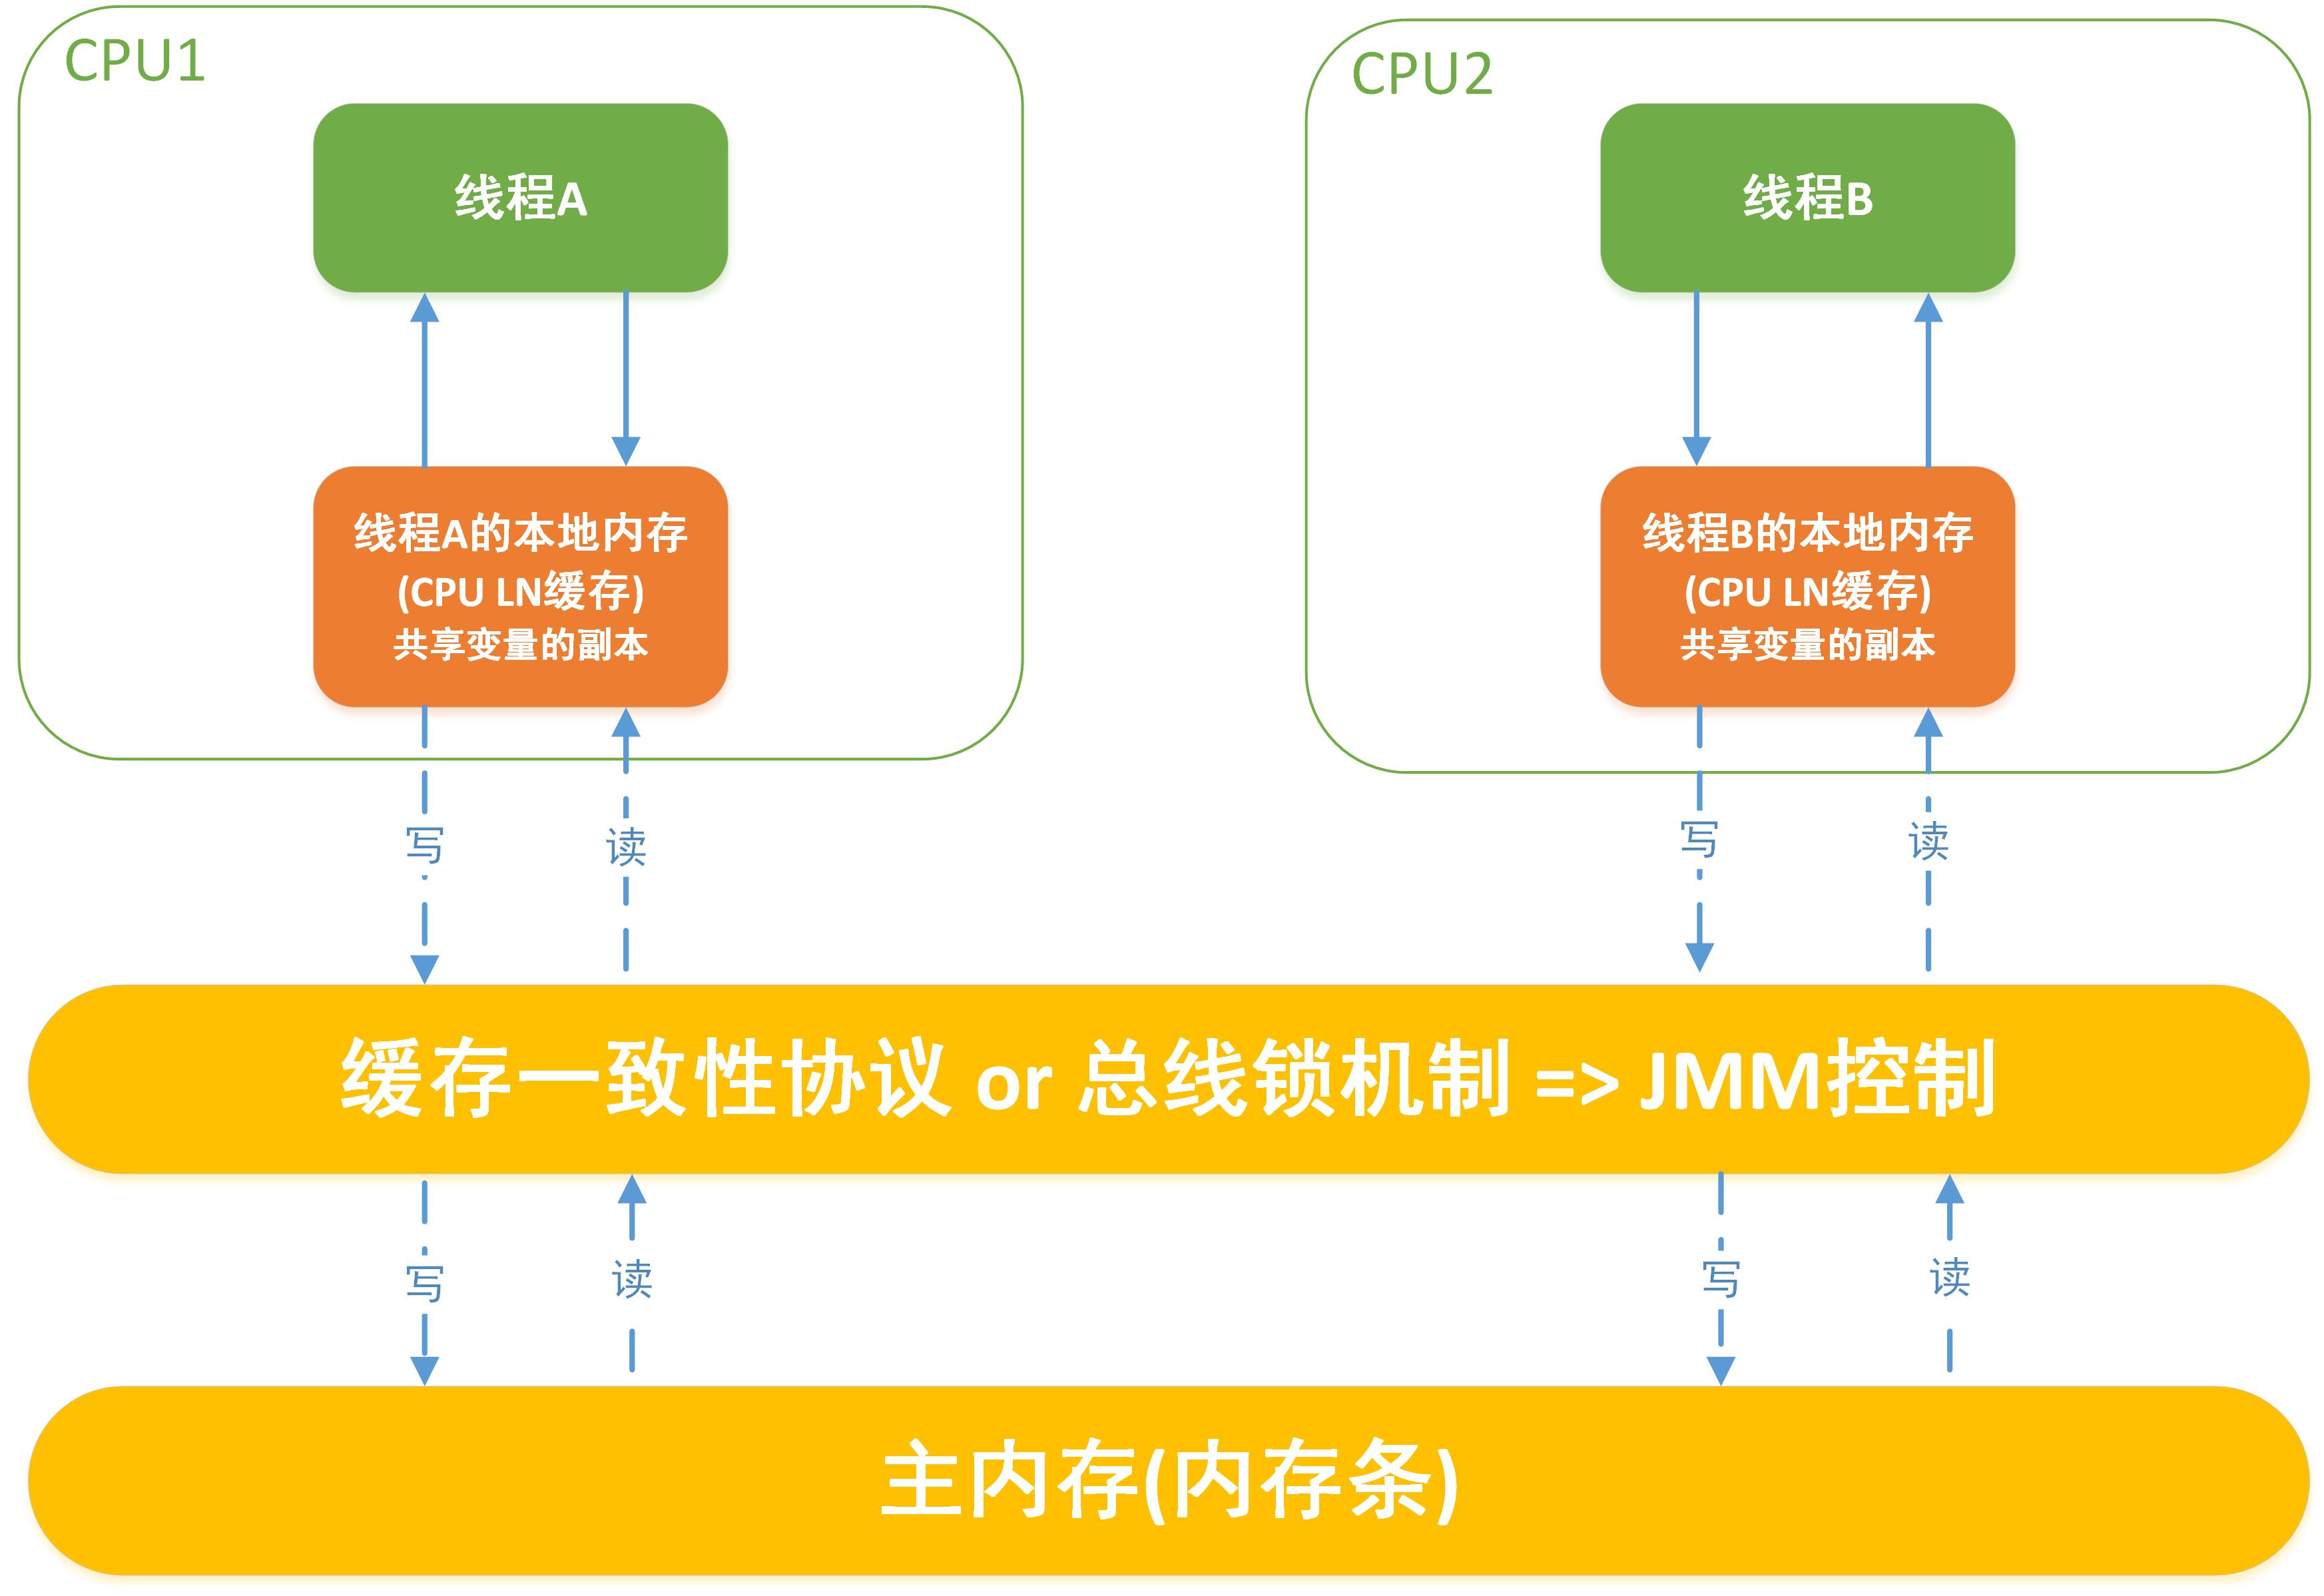 CPU1
CPU2
线程A
线程B
线程A的本地内存
(CPU LN缓存)
共享变量的副本
线程B的本地内存
(CPU LN缓存)
共享变量的副本
写
读
写
读
缓存一致性协议 or 总线锁机制 => JMM控制
写
读
写
读
主内存(内存条)